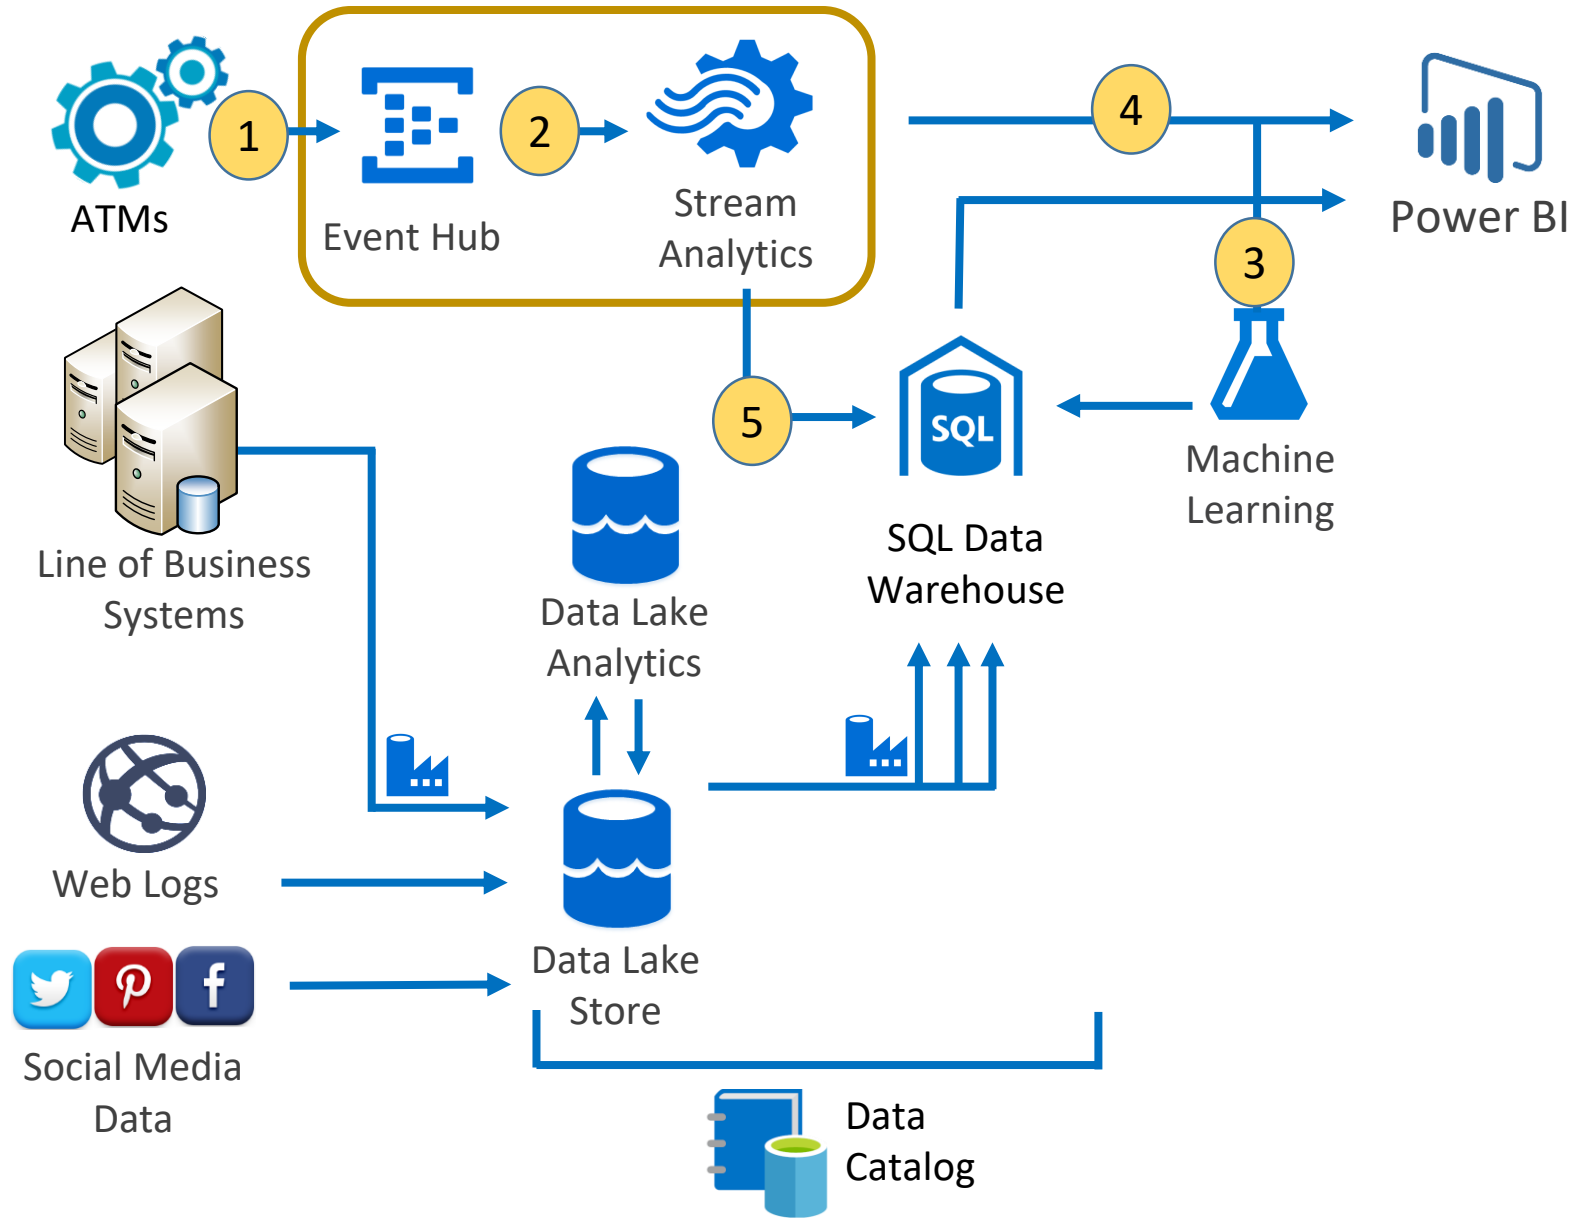 1
2
4
ATMs
Event Hub
Stream
Analytics
Power BI
3
5
SQL
Machine
Learning
SQL Data
Warehouse
Line of Business
Systems
Data Lake
Analytics
Web Logs
Data Lake
Store
Social Media
Data
Data
Catalog